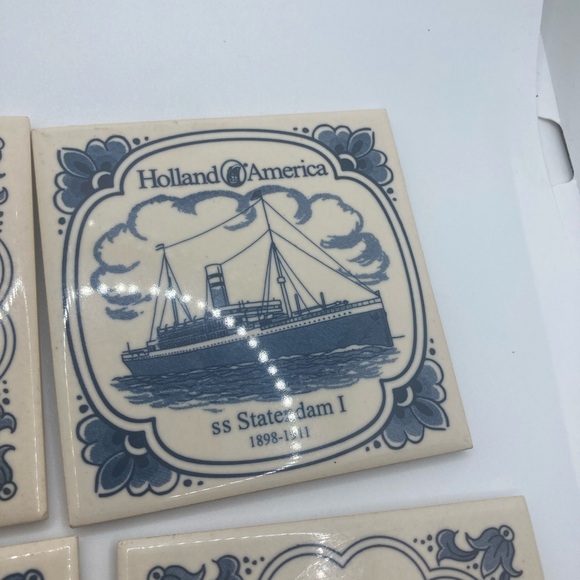 Holland America
ss Statendam I
1898-1911